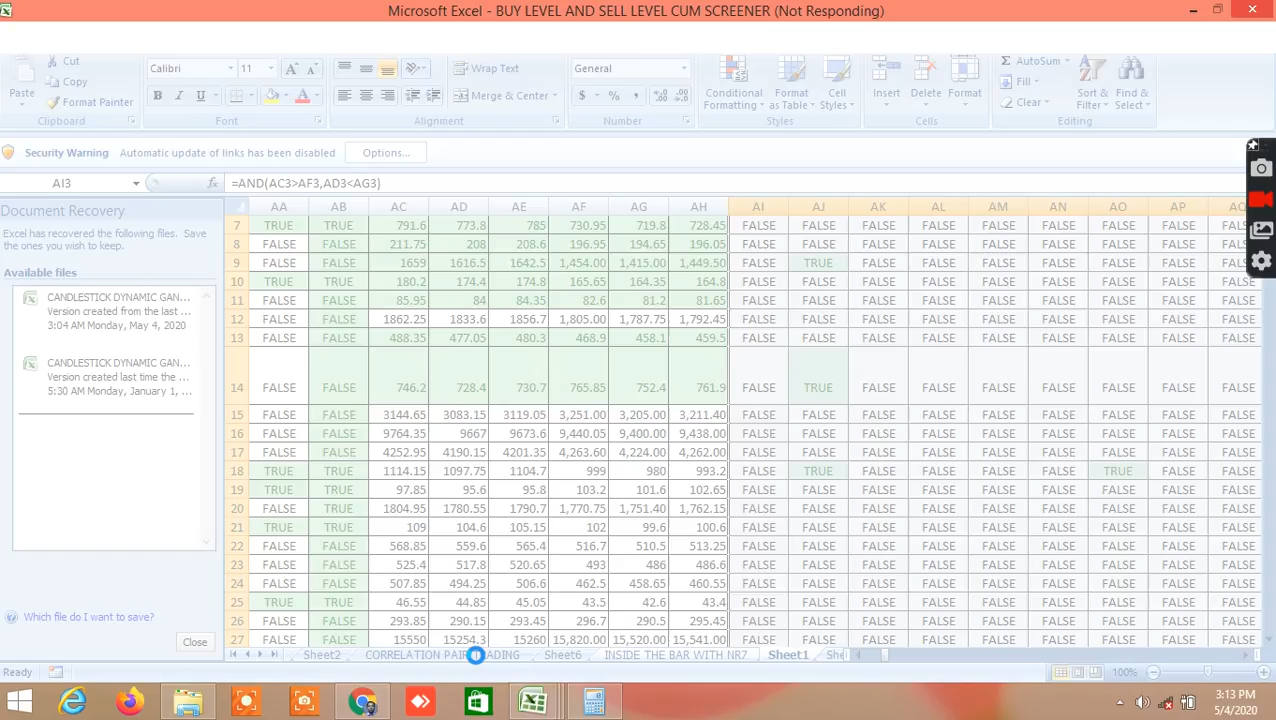 Microsoft Excel - BUY LEVEL AND SELL LEVEL CUM SCREENER (Not Responding)
Cut Calibri 11 Wrap Text General AutoSum
Paste Copy Conditional Format Cell Insert Delete Format Fill Sort & Find &
Format Painter Merge & Center Formatting as Table Styles Clear Filter Select
Clipboard Font Alignment Number Styles Cells Editing
Security Warning Automatic update of links has been disabled Options...
AI3 fx =AND(AC3>AF3,AD3<AG3)
Document Recovery
Excel has recovered the following files. Save
the ones you wish to keep.
Available files
CANDLESTICK DYNAMIC GAN...
Version created from the last ...
3:04 AM Monday, May 4, 2020
CANDLESTICK DYNAMIC GAN...
Version created last time the ...
5:30 AM Monday, January 1, ...
Which file do I want to save?
Close
AA AB AC AD AE AF AG AH AI AJ AK AL AM AN AO AP AQ
7 TRUE TRUE 791.6 773.8 785 730.95 719.8 728.45 FALSE FALSE FALSE FALSE FALSE FALSE FALSE FALSE FALSE
8 FALSE FALSE 211.75 208 208.6 196.95 194.65 196.05 FALSE FALSE FALSE FALSE FALSE FALSE FALSE FALSE FALSE
9 FALSE FALSE 1659 1616.5 1642.5 1,454.00 1,415.00 1,449.50 FALSE TRUE FALSE FALSE FALSE FALSE FALSE FALSE FALSE
10 TRUE TRUE 180.2 174.4 174.8 165.65 164.35 164.8 FALSE FALSE FALSE FALSE FALSE FALSE FALSE FALSE FALSE
11 FALSE FALSE 85.95 84 84.35 82.6 81.2 81.65 FALSE FALSE FALSE FALSE FALSE FALSE FALSE FALSE FALSE
12 FALSE FALSE 1862.25 1833.6 1856.7 1,805.00 1,787.75 1,792.45 FALSE FALSE FALSE FALSE FALSE FALSE FALSE FALSE FALSE
13 FALSE FALSE 488.35 477.05 480.3 468.9 458.1 459.5 FALSE FALSE FALSE FALSE FALSE FALSE FALSE FALSE FALSE
14 FALSE FALSE 746.2 728.4 730.7 765.85 752.4 761.9 FALSE TRUE FALSE FALSE FALSE FALSE FALSE FALSE FALSE
15 FALSE FALSE 3144.65 3083.15 3119.05 3,251.00 3,205.00 3,211.40 FALSE FALSE FALSE FALSE FALSE FALSE FALSE FALSE FALSE
16 FALSE FALSE 9764.35 9667 9673.6 9,440.05 9,400.00 9,438.00 FALSE FALSE FALSE FALSE FALSE FALSE FALSE FALSE FALSE
17 FALSE FALSE 4252.95 4190.15 4201.35 4,263.60 4,224.00 4,262.00 FALSE FALSE FALSE FALSE FALSE FALSE FALSE FALSE FALSE
18 TRUE TRUE 1114.15 1097.75 1104.7 999 980 993.2 FALSE TRUE FALSE FALSE FALSE FALSE TRUE FALSE FALSE
19 TRUE TRUE 97.85 95.6 95.8 103.2 101.6 102.65 FALSE FALSE FALSE FALSE FALSE FALSE FALSE FALSE FALSE
20 FALSE FALSE 1804.95 1780.55 1790.7 1,770.75 1,751.40 1,762.15 FALSE FALSE FALSE FALSE FALSE FALSE FALSE FALSE FALSE
21 TRUE TRUE 109 104.6 105.15 102 99.6 100.6 FALSE FALSE FALSE FALSE FALSE FALSE FALSE FALSE FALSE
22 FALSE FALSE 568.85 559.6 565.4 516.7 510.5 513.25 FALSE FALSE FALSE FALSE FALSE FALSE FALSE FALSE FALSE
23 FALSE FALSE 525.4 517.8 520.65 493 486 486.6 FALSE FALSE FALSE FALSE FALSE FALSE FALSE FALSE FALSE
24 FALSE FALSE 507.85 494.25 506.6 462.5 458.65 460.55 FALSE FALSE FALSE FALSE FALSE FALSE FALSE FALSE FALSE
25 TRUE TRUE 46.55 44.85 45.05 43.5 42.6 43.4 FALSE FALSE FALSE FALSE FALSE FALSE FALSE FALSE FALSE
26 FALSE FALSE 293.85 290.15 293.45 296.7 290.5 295.45 FALSE FALSE FALSE FALSE FALSE FALSE FALSE FALSE FALSE
27 FALSE FALSE 15550 15254.3 15260 15,820.00 15,520.00 15,541.00 FALSE FALSE FALSE FALSE FALSE FALSE FALSE FALSE FALSE
Sheet2 CORRELATION PAIR TRADING Sheet6 INSIDE THE BAR WITH NR7 Sheet1 She
Ready 100%
3:13 PM
5/4/2020